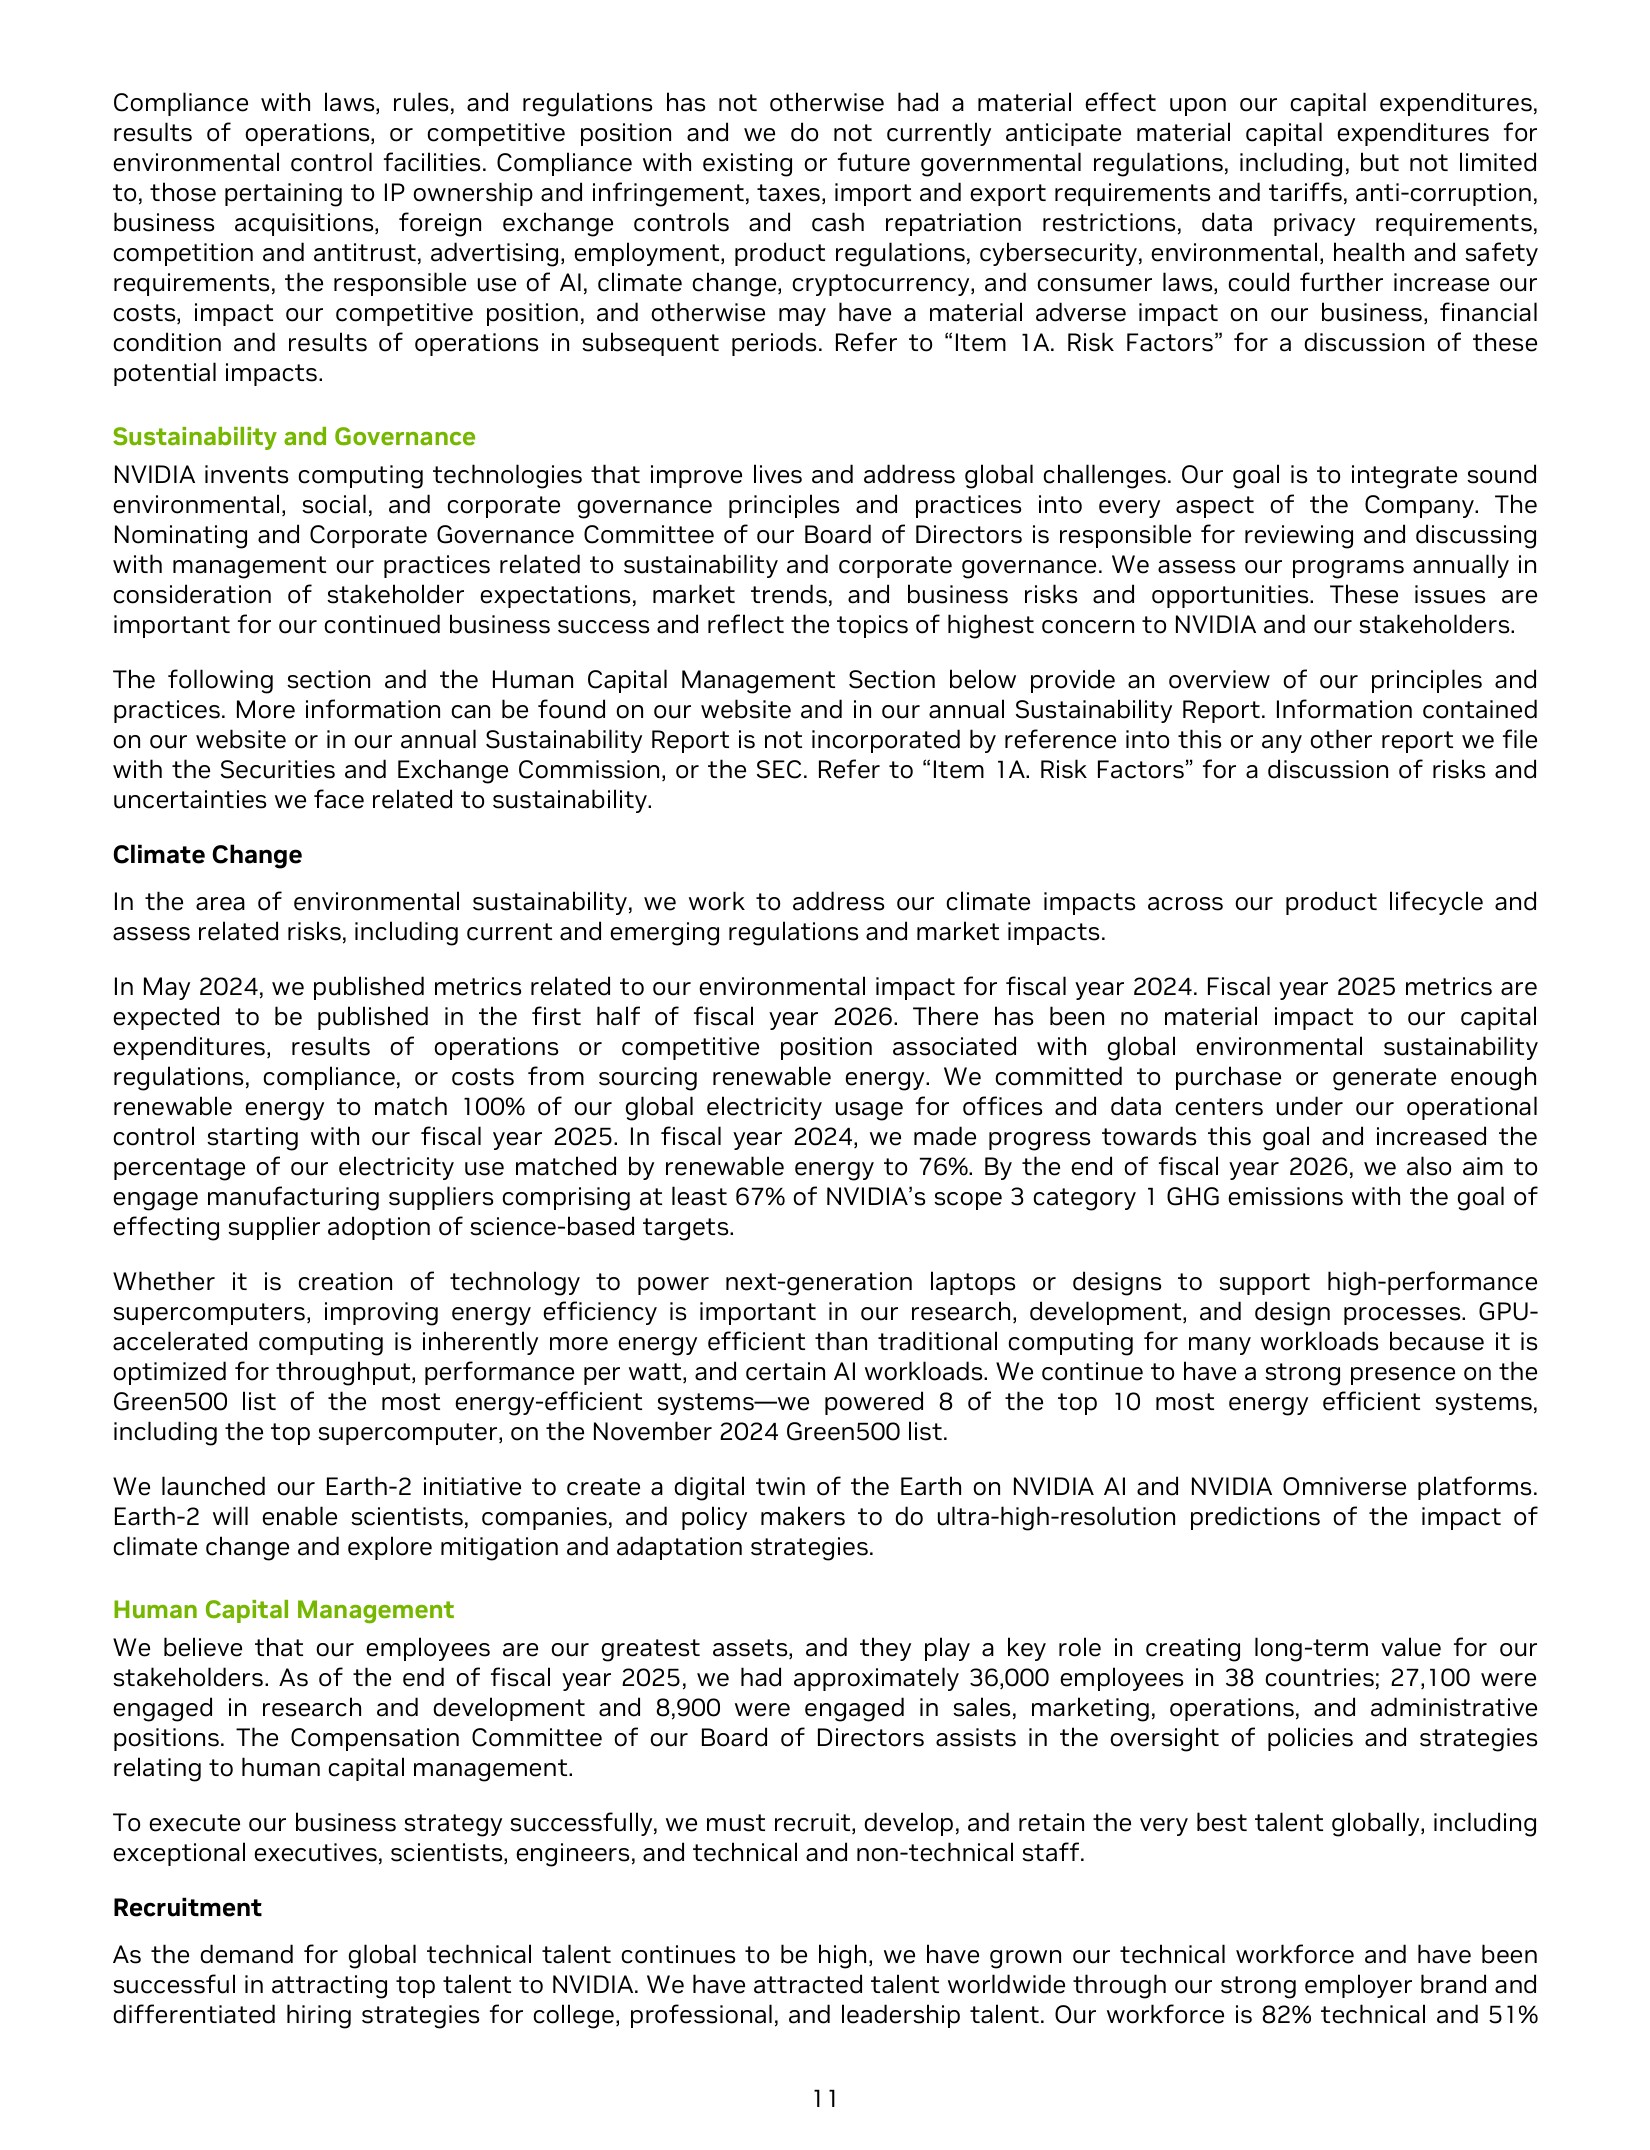 Compliance with laws, rules, and regulations has not otherwise had a material effect upon our capital expenditures,
results of operations, or competitive position and we do not currently anticipate material capital expenditures for
environmental control facilities. Compliance with existing or future governmental regulations, including, but not limited
to, those pertaining to IP ownership and infringement, taxes, import and export requirements and tariffs, anti-corruption,
business acquisitions, foreign exchange controls and cash repatriation restrictions, data privacy requirements,
competition and antitrust, advertising, employment, product regulations, cybersecurity, environmental, health and safety
requirements, the responsible use of AI, climate change, cryptocurrency, and consumer laws, could further increase our
costs, impact our competitive position, and otherwise may have a material adverse impact on our business, financial
condition and results of operations in subsequent periods. Refer to “Item 1A. Risk Factors” for a discussion of these
potential impacts.
Sustainability and Governance
NVIDIA invents computing technologies that improve lives and address global challenges. Our goal is to integrate sound
environmental, social, and corporate governance principles and practices into every aspect of the Company. The
Nominating and Corporate Governance Committee of our Board of Directors is responsible for reviewing and discussing
with management our practices related to sustainability and corporate governance. We assess our programs annually in
consideration of stakeholder expectations, market trends, and business risks and opportunities. These issues are
important for our continued business success and reflect the topics of highest concern to NVIDIA and our stakeholders.
The following section and the Human Capital Management Section below provide an overview of our principles and
practices. More information can be found on our website and in our annual Sustainability Report. Information contained
on our website or in our annual Sustainability Report is not incorporated by reference into this or any other report we file
with the Securities and Exchange Commission, or the SEC. Refer to “Item 1A. Risk Factors” for a discussion of risks and
uncertainties we face related to sustainability.
Climate Change
In the area of environmental sustainability, we work to address our climate impacts across our product lifecycle and
assess related risks, including current and emerging regulations and market impacts.
In May 2024, we published metrics related to our environmental impact for fiscal year 2024. Fiscal year 2025 metrics are
expected to be published in the first half of fiscal year 2026. There has been no material impact to our capital
expenditures, results of operations or competitive position associated with global environmental sustainability
regulations, compliance, or costs from sourcing renewable energy. We committed to purchase or generate enough
renewable energy to match 100% of our global electricity usage for offices and data centers under our operational
control starting with our fiscal year 2025. In fiscal year 2024, we made progress towards this goal and increased the
percentage of our electricity use matched by renewable energy to 76%. By the end of fiscal year 2026, we also aim to
engage manufacturing suppliers comprising at least 67% of NVIDIA’s scope 3 category 1 GHG emissions with the goal of
effecting supplier adoption of science-based targets.
Whether it is creation of technology to power next-generation laptops or designs to support high-performance
supercomputers, improving energy efficiency is important in our research, development, and design processes. GPU-
accelerated computing is inherently more energy efficient than traditional computing for many workloads because it is
optimized for throughput, performance per watt, and certain AI workloads. We continue to have a strong presence on the
Green500 list of the most energy-efficient systems—we powered 8 of the top 10 most energy efficient systems,
including the top supercomputer, on the November 2024 Green500 list.
We launched our Earth-2 initiative to create a digital twin of the Earth on NVIDIA AI and NVIDIA Omniverse platforms.
Earth-2 will enable scientists, companies, and policy makers to do ultra-high-resolution predictions of the impact of
climate change and explore mitigation and adaptation strategies.
Human Capital Management
We believe that our employees are our greatest assets, and they play a key role in creating long-term value for our
stakeholders. As of the end of fiscal year 2025, we had approximately 36,000 employees in 38 countries; 27,100 were
engaged in research and development and 8,900 were engaged in sales, marketing, operations, and administrative
positions. The Compensation Committee of our Board of Directors assists in the oversight of policies and strategies
relating to human capital management.
To execute our business strategy successfully, we must recruit, develop, and retain the very best talent globally, including
exceptional executives, scientists, engineers, and technical and non-technical staff.
Recruitment
As the demand for global technical talent continues to be high, we have grown our technical workforce and have been
successful in attracting top talent to NVIDIA. We have attracted talent worldwide through our strong employer brand and
differentiated hiring strategies for college, professional, and leadership talent. Our workforce is 82% technical and 51%
11